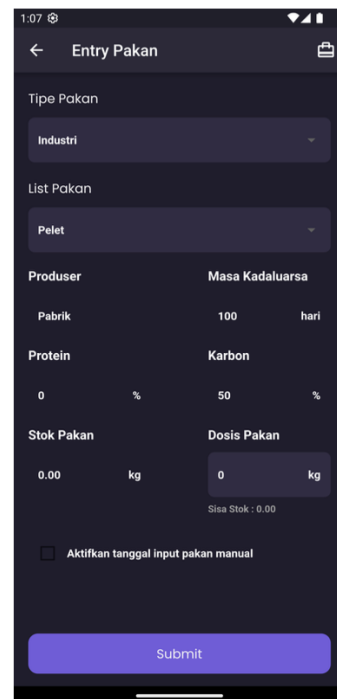 1:07
Entry Pakan
Tipe Pakan
Industri
List Pakan
Pelet
Produser Masa Kadaluarsa
Pabrik 100 hari
Protein Karbon
0 % 50 %
Stok Pakan Dosis Pakan
0.00 kg 0 kg
Sisa Stok : 0.00
Aktifkan tanggal input pakan manual
Submit